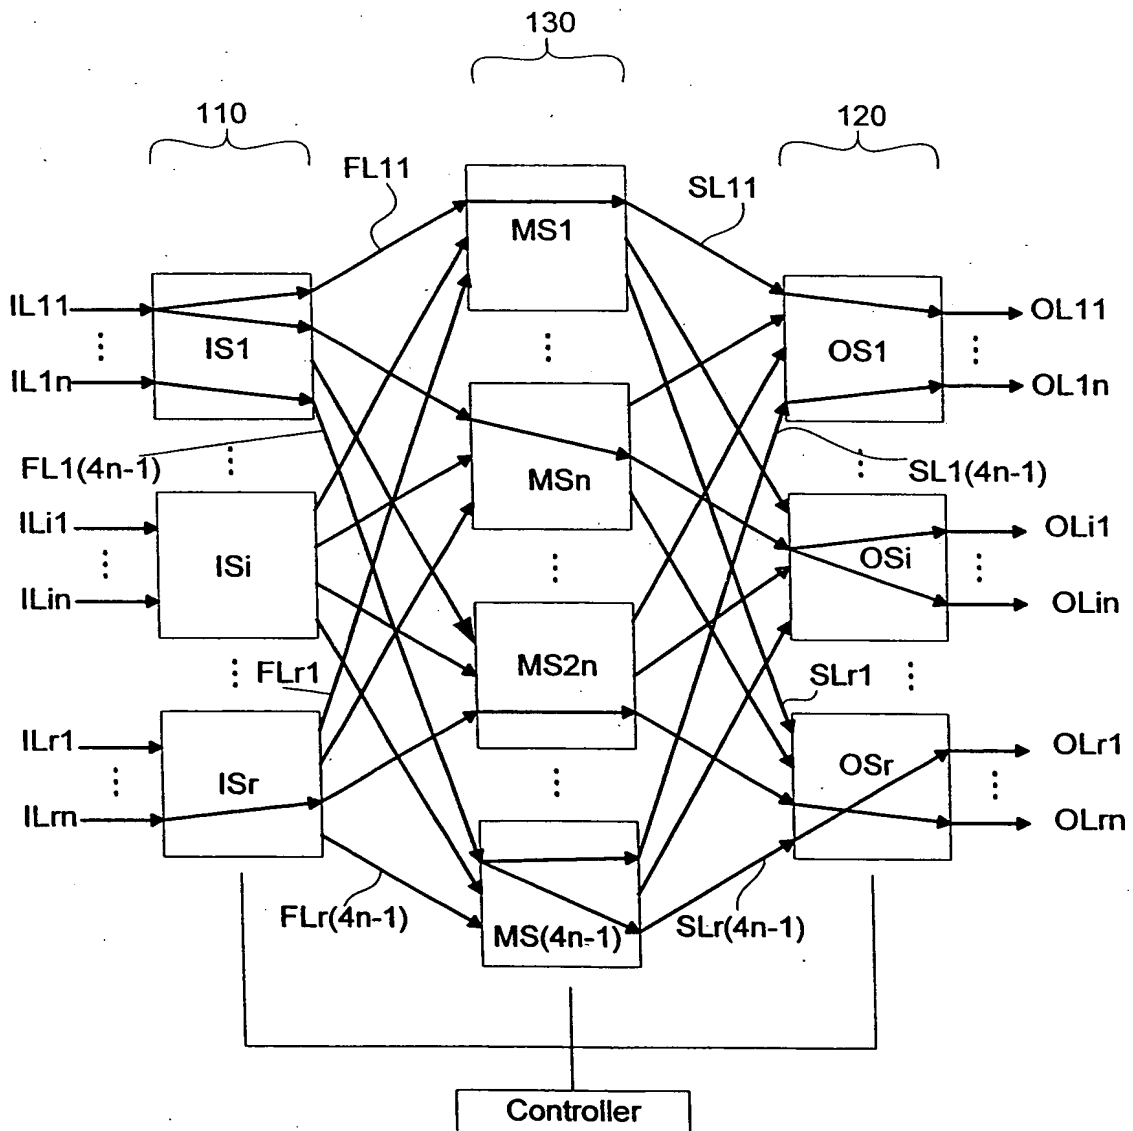 130
110
120
FL11
SL11
MS1
IL11
IS1
OS1
OL11
IL1n
OL1n
FL1(4n-1)
MSn
SL1(4n-1)
ILi1
ISi
OSi
OLi1
ILin
OLin
FLr1
MS2n
SLr1
ILr1
ISr
OSr
OLr1
ILrn
OLrn
FLr(4n-1)
MS(4n-1)
SLr(4n-1)
Controller